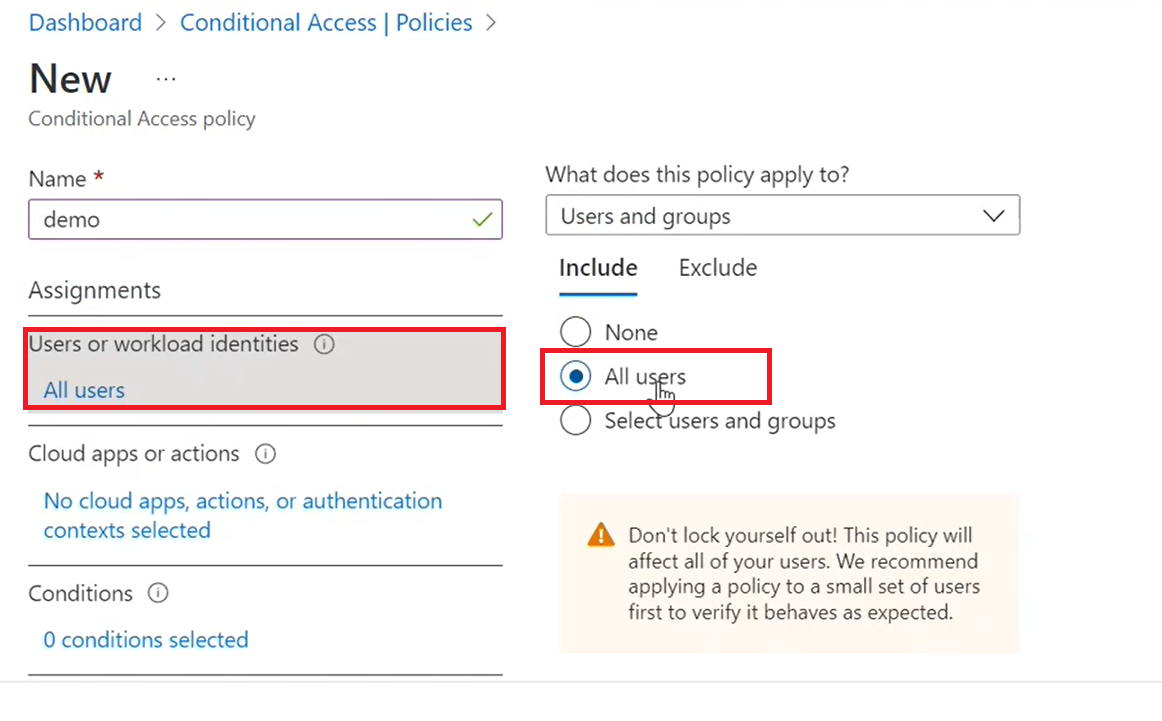 Dashboard > Conditional Access | Policies >
New ...
Conditional Access policy
Name *
demo
Assignments
Users or workload identities
All users
Cloud apps or actions
No cloud apps, actions, or authentication
contexts selected
Conditions
0 conditions selected
What does this policy apply to?
Users and groups
Include Exclude
None
All users
Select users and groups
Don't lock yourself out! This policy will
affect all of your users. We recommend
applying a policy to a small set of users
first to verify it behaves as expected.